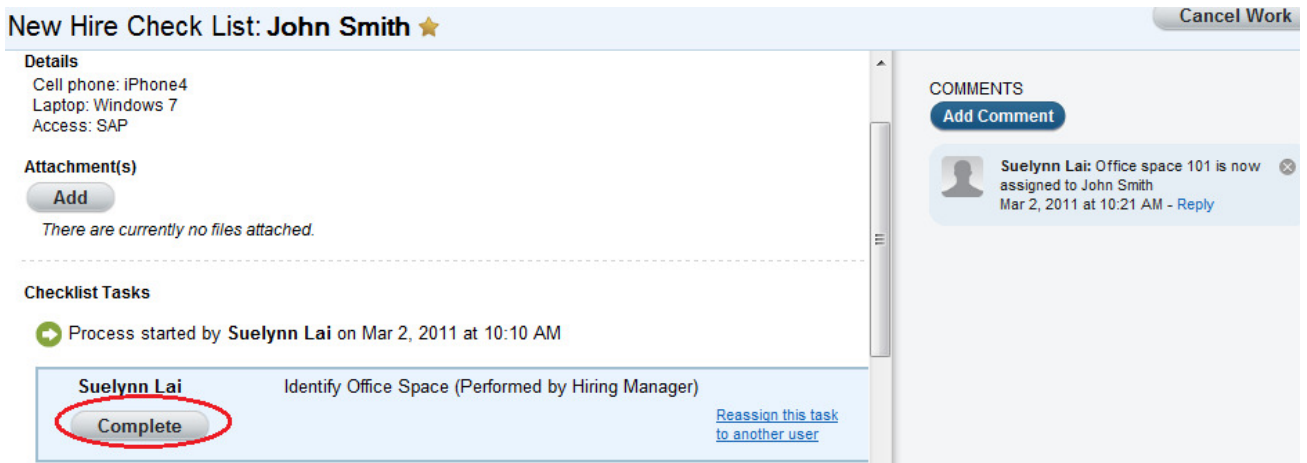 New Hire Check List: John Smith
Cancel Work
Details
Cell phone: iPhone4
Laptop: Windows 7
Access: SAP
Attachment(s)
Add
There are currently no files attached.
Checklist Tasks
Process started by Suelynn Lai on Mar 2, 2011 at 10:10 AM
Suelynn Lai
Identify Office Space (Performed by Hiring Manager)
Complete
Reassign this task
to another user
COMMENTS
Add Comment
Suelynn Lai: Office space 101 is now
assigned to John Smith
Mar 2, 2011 at 10:21 AM - Reply